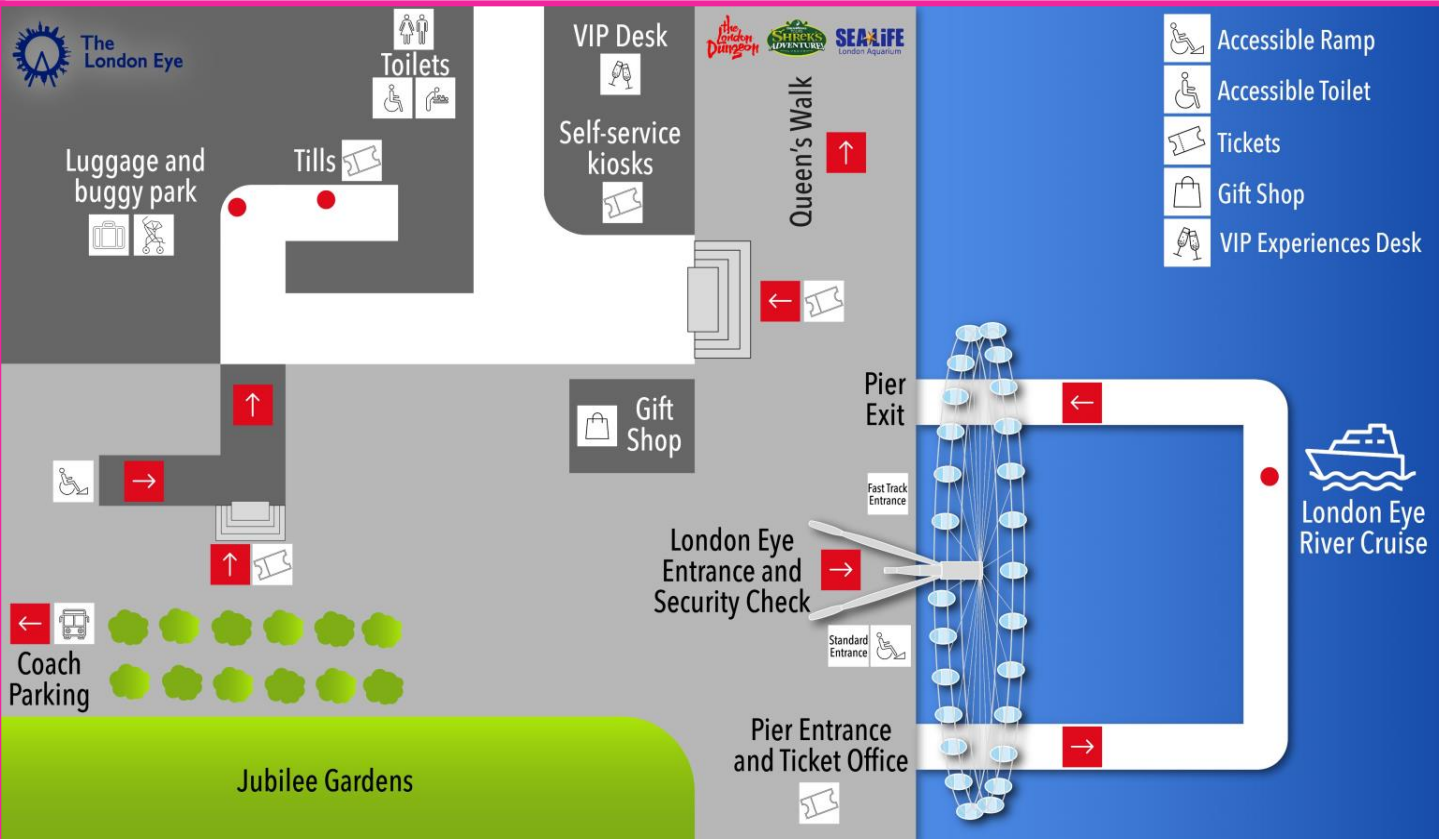 The
London Eye
Toilets
VIP Desk
the
London
Dungeon
SHREK'S
ADVENTURE!
SEA LiFE
London Aquarium
Accessible Ramp
Accessible Toilet
Tickets
Gift Shop
VIP Experiences Desk
Luggage and
buggy park
Tills
Self-service
kiosks
Queen's Walk
Pier
Exit
Gift
Shop
Fast Track
Entrance
London Eye
Entrance and
Security Check
London Eye
River Cruise
Standard
Entrance
Coach
Parking
Pier Entrance
and Ticket Office
Jubilee Gardens